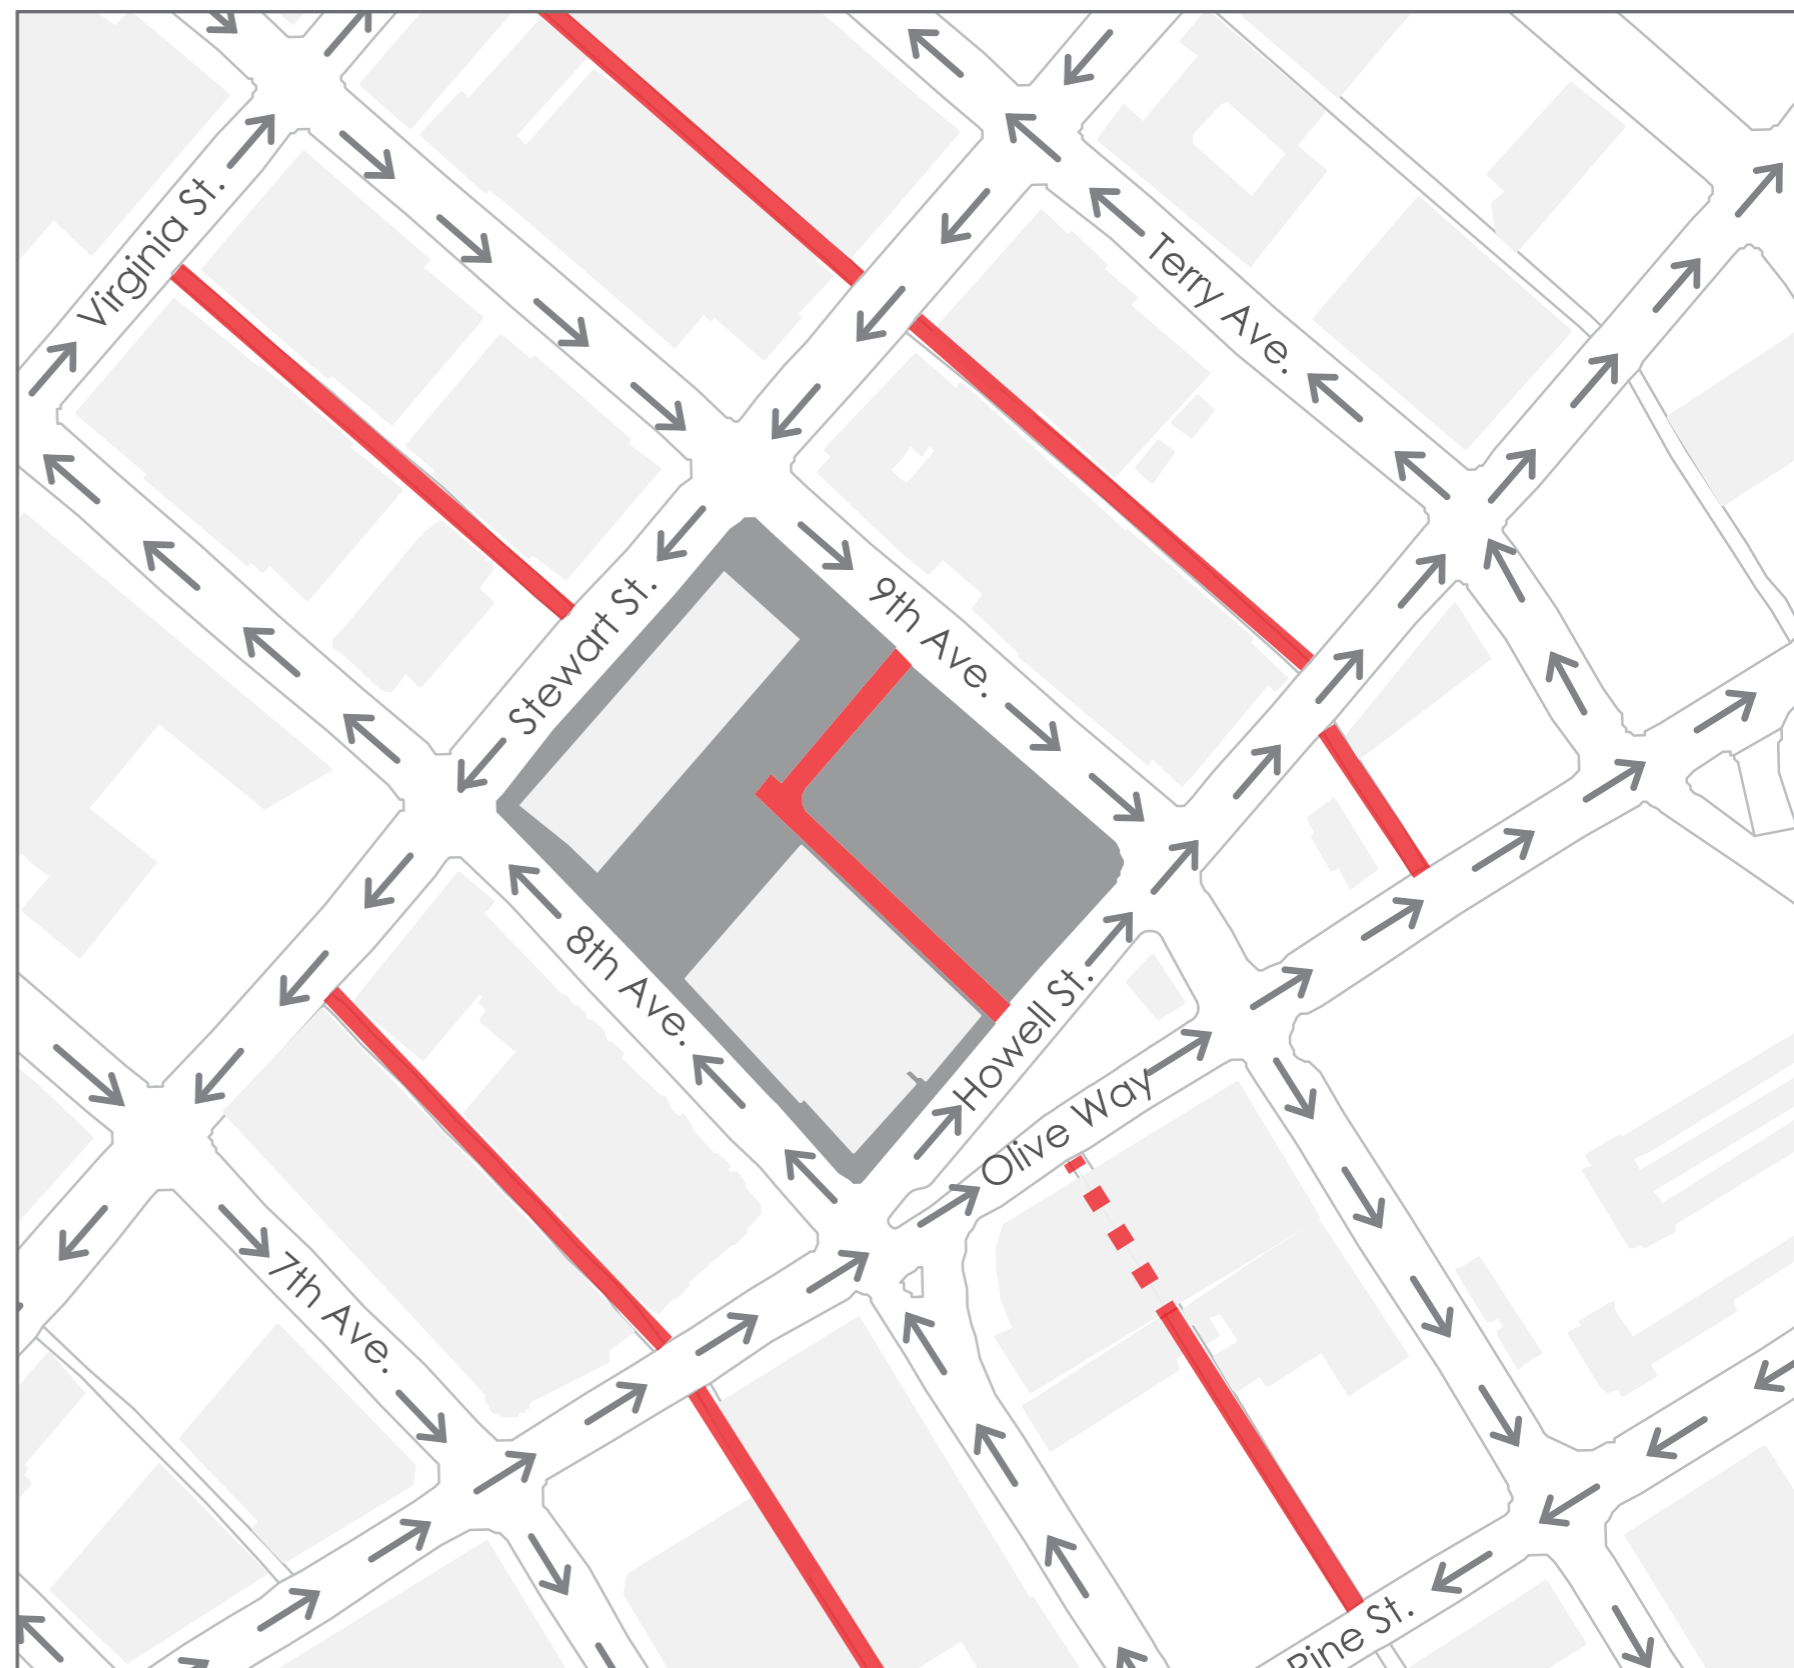 Virginia St.
Terry Ave.
Stewart St.
9th Ave.
8th Ave.
Howell St.
Olive Way
7th Ave.
Pine St.